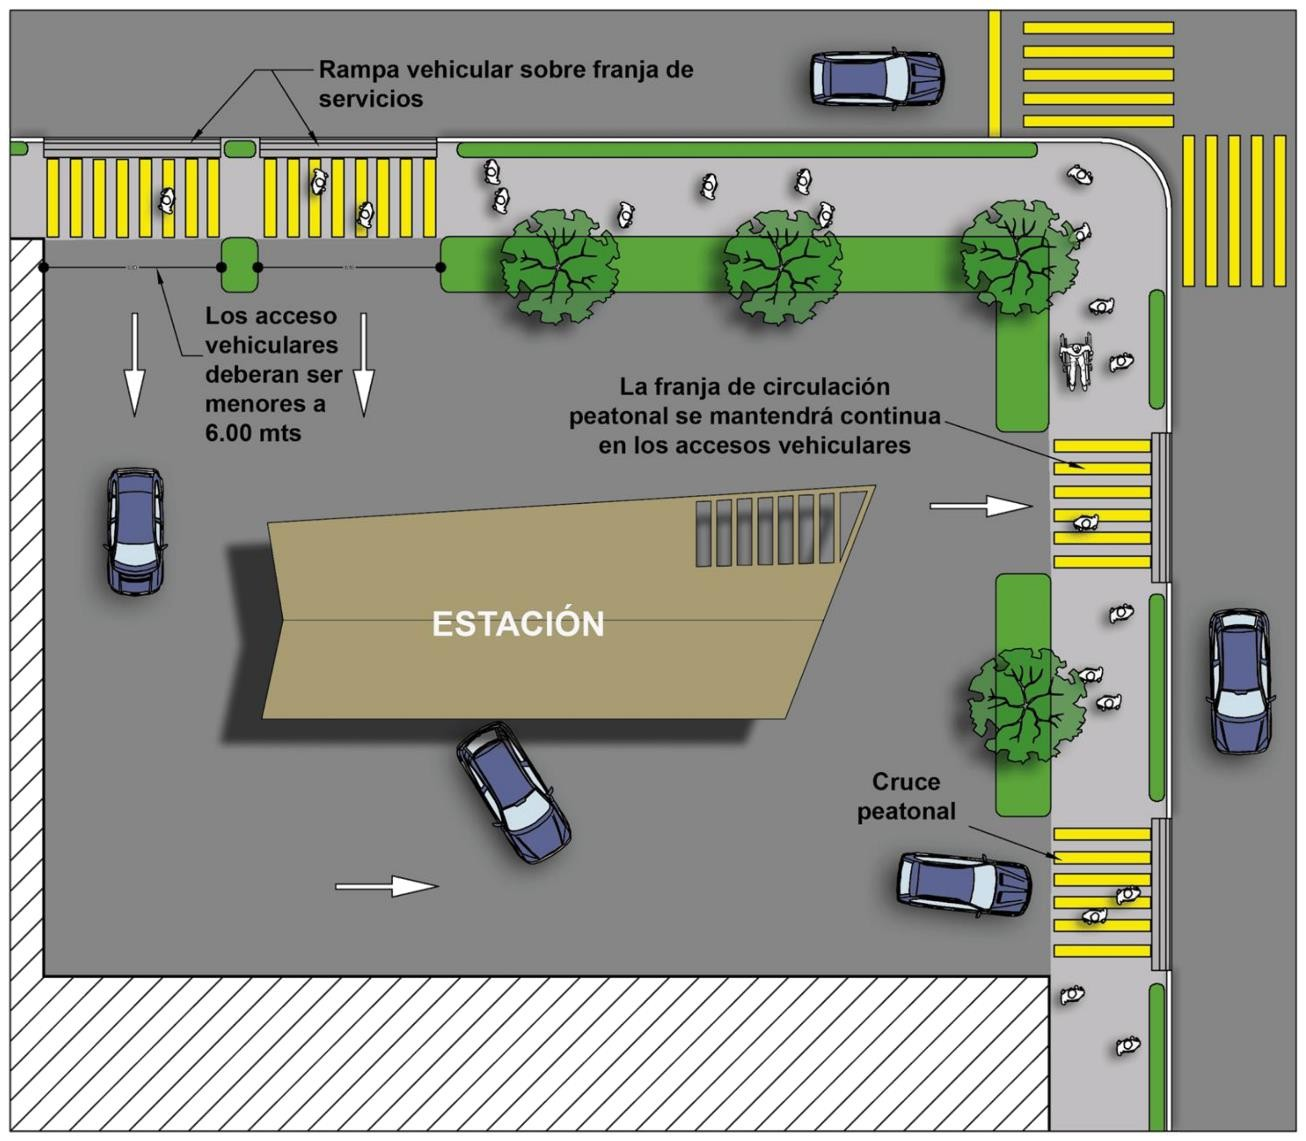 Rampa vehicular sobre franja de
servicios
Los acceso
vehiculares
deberan ser
menores a
6.00 mts
La franja de circulación
peatonal se mantendrá continua
en los accesos vehiculares
ESTACIÓN
Cruce
peatonal